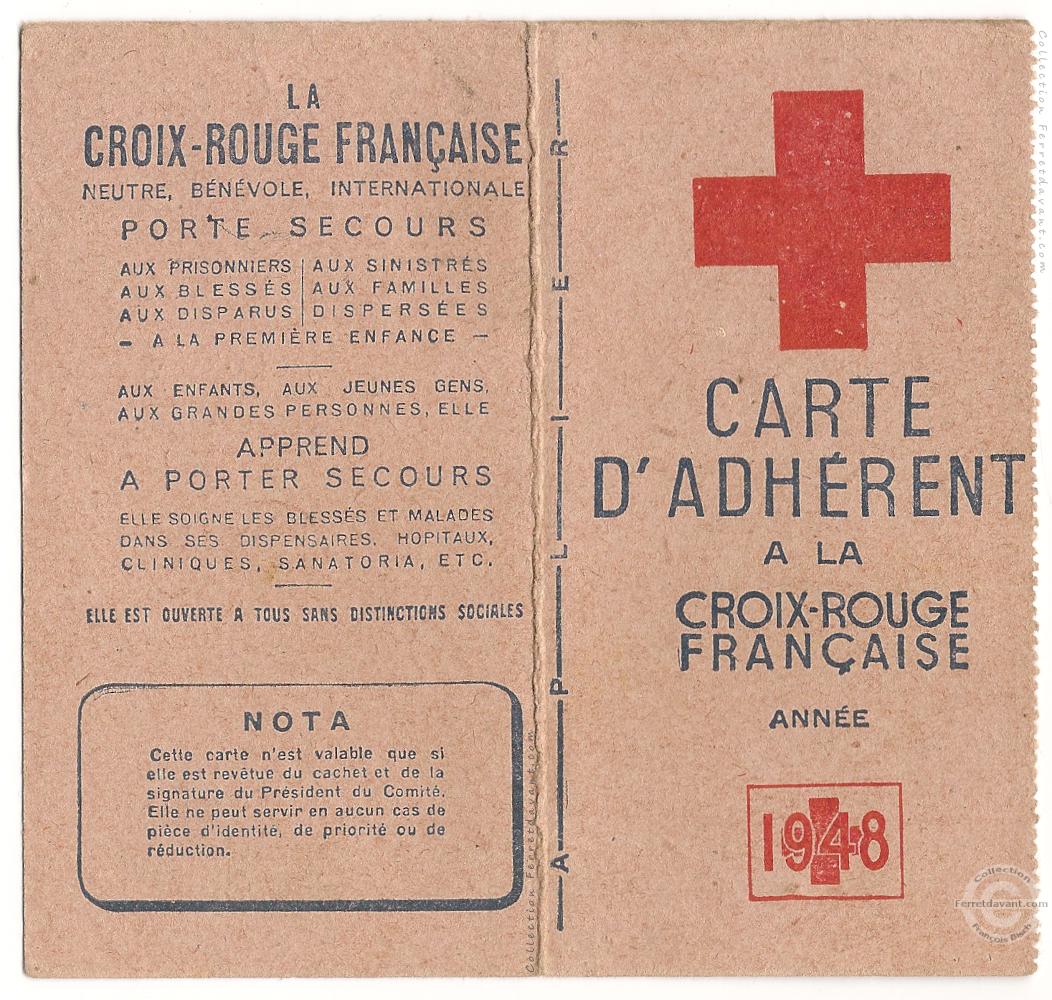 LA
CROIX-ROUGE FRANÇAISE
NEUTRE, BÉNÉVOLE, INTERNATIONALE
PORTE SECOURS
AUX PRISONNIERS
AUX BLESSÉS
AUX DISPARUS
AUX SINISTRÉS
AUX FAMILLES
DISPERSÉES
- A LA PREMIÈRE ENFANCE -
AUX ENFANTS, AUX JEUNES GENS,
AUX GRANDES PERSONNES, ELLE
APPREND
A PORTER SECOURS
ELLE SOIGNE LES BLESSÉS ET MALADES
DANS SES DISPENSAIRES, HOPITAUX,
CLINIQUES, SANATORIA, ETC.
ELLE EST OUVERTE A TOUS SANS DISTINCTIONS SOCIALES
NOTA
Cette carte n'est valable que si
elle est revêtue du cachet et de la
signature du Président du Comité.
Elle ne peut servir en aucun cas de
pièce d'identité, de priorité ou de
réduction.
A PLIER
CARTE
D'ADHÉRENT
A LA
CROIX-ROUGE
FRANÇAISE
ANNÉE
1948
Collection Ferretdavant.com
Collection Ferretdavant.com
Collection
Ferretdavant.com